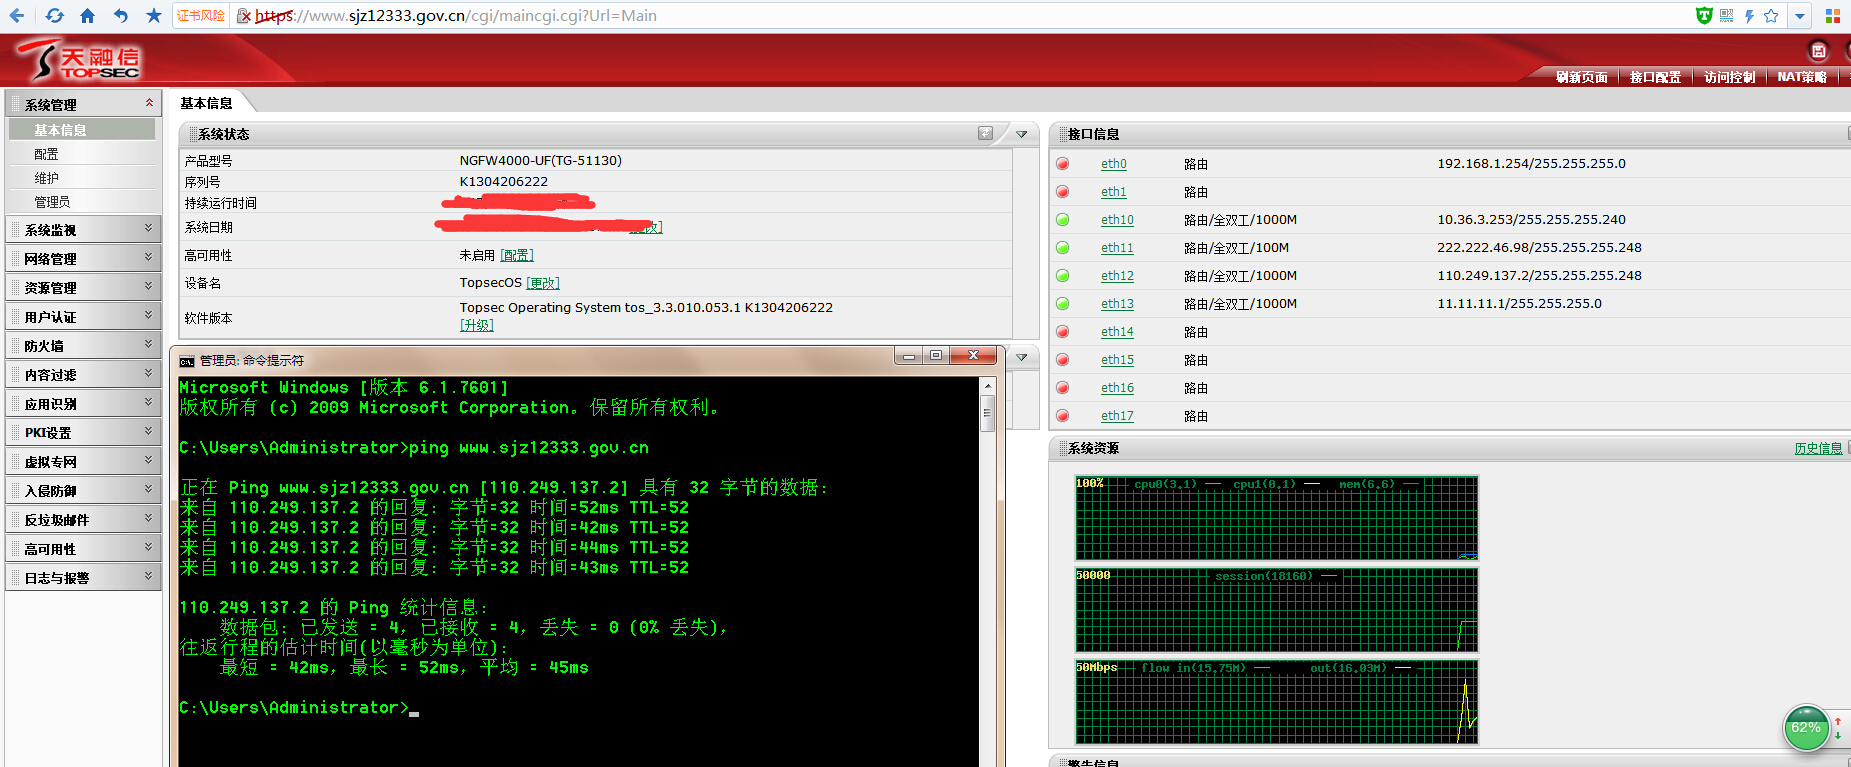 证书风险 https://www.sjz12333.gov.cn/cgi/maincgi.cgi?Url=Main
天融信
TOPSEC
刷新页面 接口配置 访问控制 NAT策略
系统管理
基本信息
配置
维护
管理员
系统监视
网络管理
资源管理
用户认证
防火墙
内容过滤
应用识别
PKI设置
虚拟专网
入侵防御
反垃圾邮件
高可用性
日志与报警
基本信息
系统状态
产品型号 NGFW4000-UF(TG-51130)
序列号 K1304206222
持续运行时间
系统日期 改]
高可用性 未启用 [配置]
设备名 TopsecOS [更改]
软件版本 Topsec Operating System tos_3.3.010.053.1 K1304206222
[升级]
接口信息
eth0 路由 192.168.1.254/255.255.255.0
eth1 路由
eth10 路由/全双工/1000M 10.36.3.253/255.255.255.240
eth11 路由/全双工/100M 222.222.46.98/255.255.255.248
eth12 路由/全双工/1000M 110.249.137.2/255.255.255.248
eth13 路由/全双工/1000M 11.11.11.1/255.255.255.0
eth14 路由
eth15 路由
eth16 路由
eth17 路由
系统资源 历史信息
100% cpu0(3.1) cpu1(0.1) mem(6.6)
50000 session(18160)
50Mbps flow in(15.75M) out(16.03M)
62%
警告信息
管理员: 命令提示符
Microsoft Windows [版本 6.1.7601]
版权所有 (c) 2009 Microsoft Corporation。保留所有权利。
C:\Users\Administrator>ping www.sjz12333.gov.cn
正在 Ping www.sjz12333.gov.cn [110.249.137.2] 具有 32 字节的数据:
来自 110.249.137.2 的回复: 字节=32 时间=52ms TTL=52
来自 110.249.137.2 的回复: 字节=32 时间=42ms TTL=52
来自 110.249.137.2 的回复: 字节=32 时间=44ms TTL=52
来自 110.249.137.2 的回复: 字节=32 时间=43ms TTL=52
110.249.137.2 的 Ping 统计信息:
数据包: 已发送 = 4，已接收 = 4，丢失 = 0 (0% 丢失)，
往返行程的估计时间(以毫秒为单位):
最短 = 42ms，最长 = 52ms，平均 = 45ms
C:\Users\Administrator>